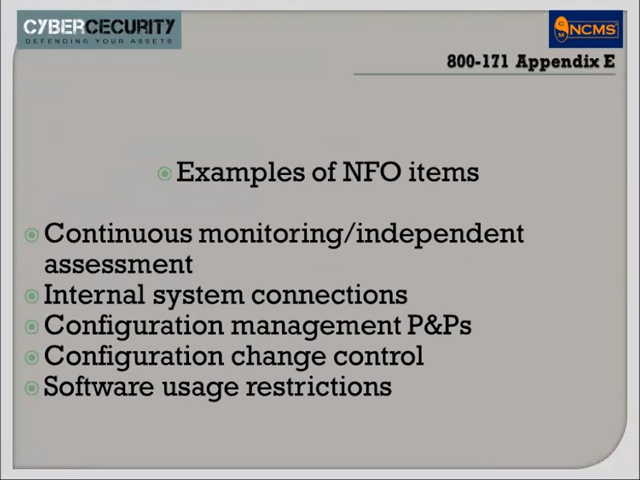 CYBERCECURITY
DEFENDING YOUR ASSETS
NCMS
800-171 Appendix E
Examples of NFO items
Continuous monitoring/independent
assessment
Internal system connections
Configuration management P&Ps
Configuration change control
Software usage restrictions